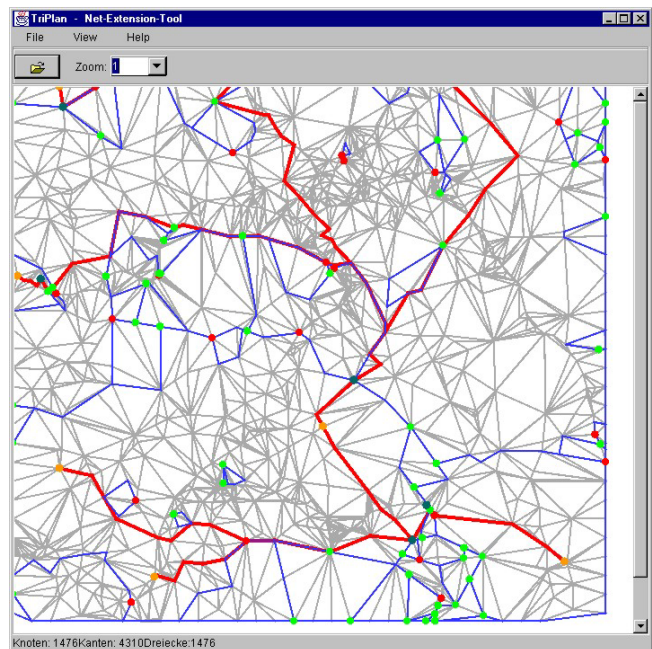 TriPlan - Net-Extension-Tool
File View Help
Zoom: 1
Knoten: 1476Kanten: 4310Dreiecke:1476